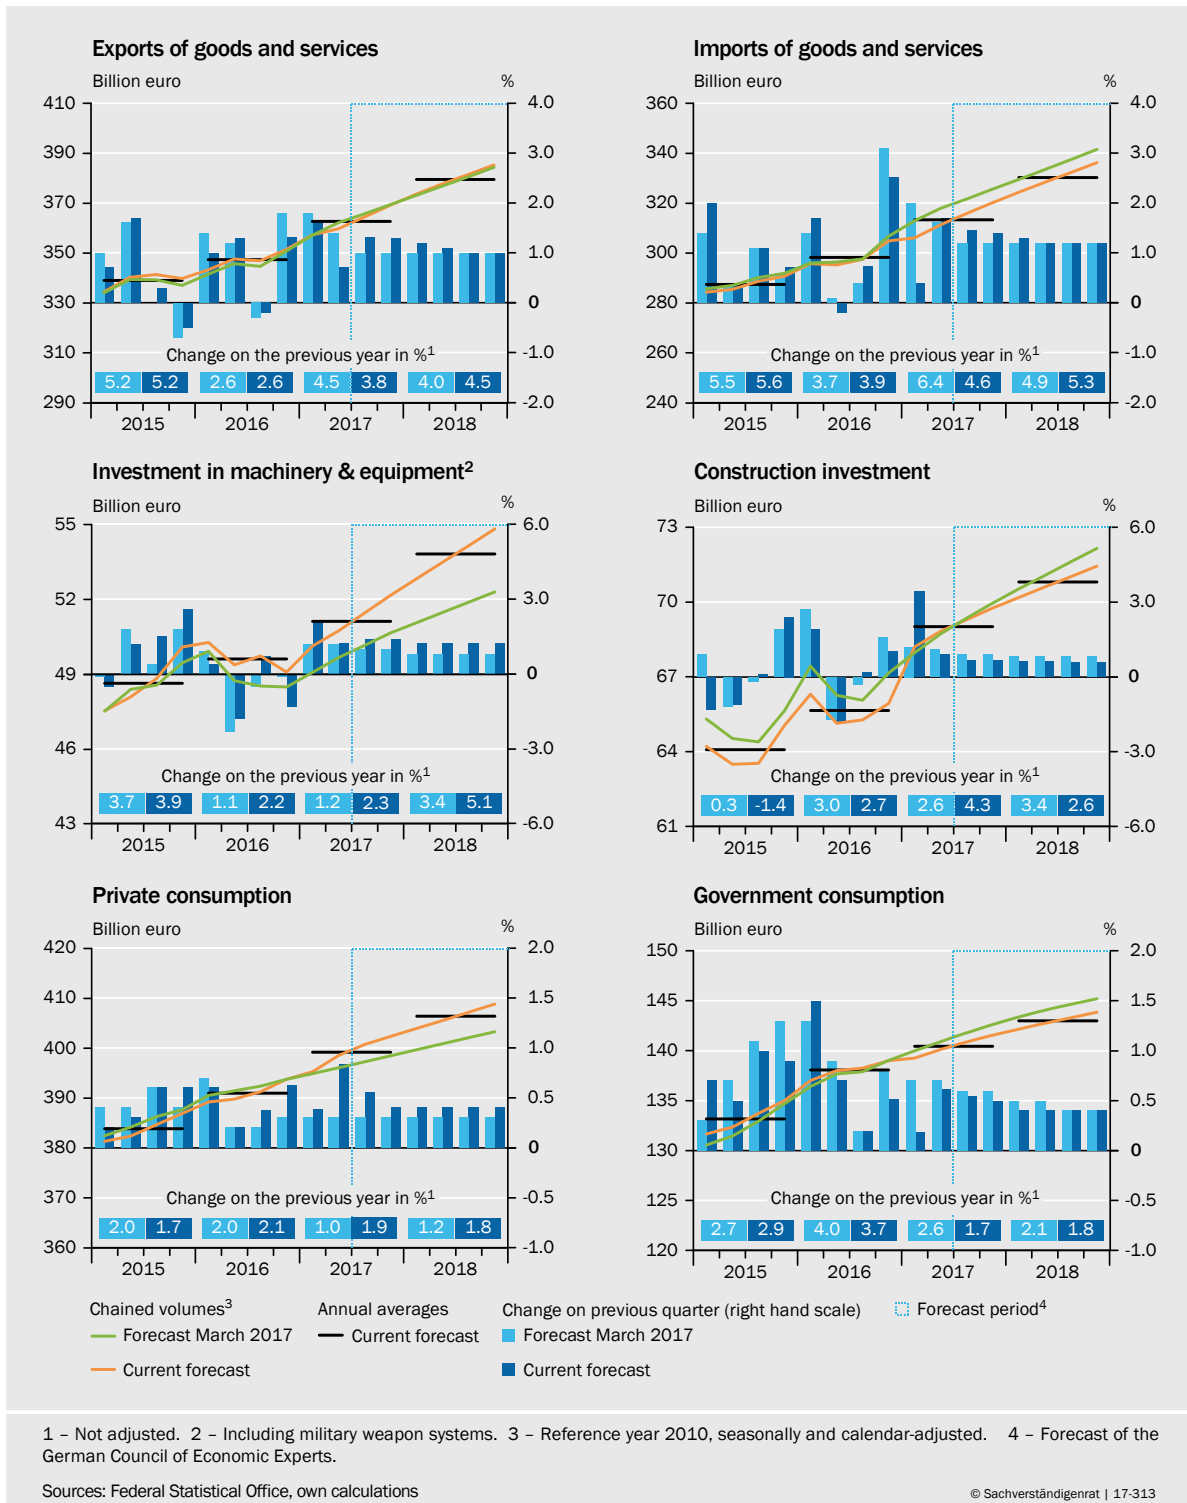 Exports of goods and services
Billion euro %
410 4.0
390 3.0
370 2.0
350 1.0
330 0
310 -1.0
Change on the previous year in %1
5.2 5.2 2.6 2.6 4.5 3.8 4.0 4.5
290 -2.0
2015 2016 2017 2018
Imports of goods and services
Billion euro %
360 4.0
340 3.0
320 2.0
300 1.0
280 0
260 -1.0
Change on the previous year in %1
5.5 5.6 3.7 3.9 6.4 4.6 4.9 5.3
240 -2.0
2015 2016 2017 2018
Investment in machinery & equipment2
Billion euro %
55 6.0
52 3.0
49 0
46 -3.0
Change on the previous year in %1
3.7 3.9 1.1 2.2 1.2 2.3 3.4 5.1
43 -6.0
2015 2016 2017 2018
Construction investment
Billion euro %
73 6.0
70 3.0
67 0
64 -3.0
Change on the previous year in %1
0.3 -1.4 3.0 2.7 2.6 4.3 3.4 2.6
61 -6.0
2015 2016 2017 2018
Private consumption
Billion euro %
420 2.0
410 1.5
400 1.0
390 0.5
380 0
370 -0.5
Change on the previous year in %1
2.0 1.7 2.0 2.1 1.0 1.9 1.2 1.8
360 -1.0
2015 2016 2017 2018
Government consumption
Billion euro %
150 2.0
145 1.5
140 1.0
135 0.5
130 0
125 -0.5
Change on the previous year in %1
2.7 2.9 4.0 3.7 2.6 1.7 2.1 1.8
120 -1.0
2015 2016 2017 2018
Chained volumes3 Annual averages Change on previous quarter (right hand scale) Forecast period4
Forecast March 2017 Current forecast Forecast March 2017
Current forecast Current forecast
1 – Not adjusted. 2 – Including military weapon systems. 3 – Reference year 2010, seasonally and calendar-adjusted. 4 – Forecast of the
German Council of Economic Experts.
Sources: Federal Statistical Office, own calculations
© Sachverständigenrat | 17-313